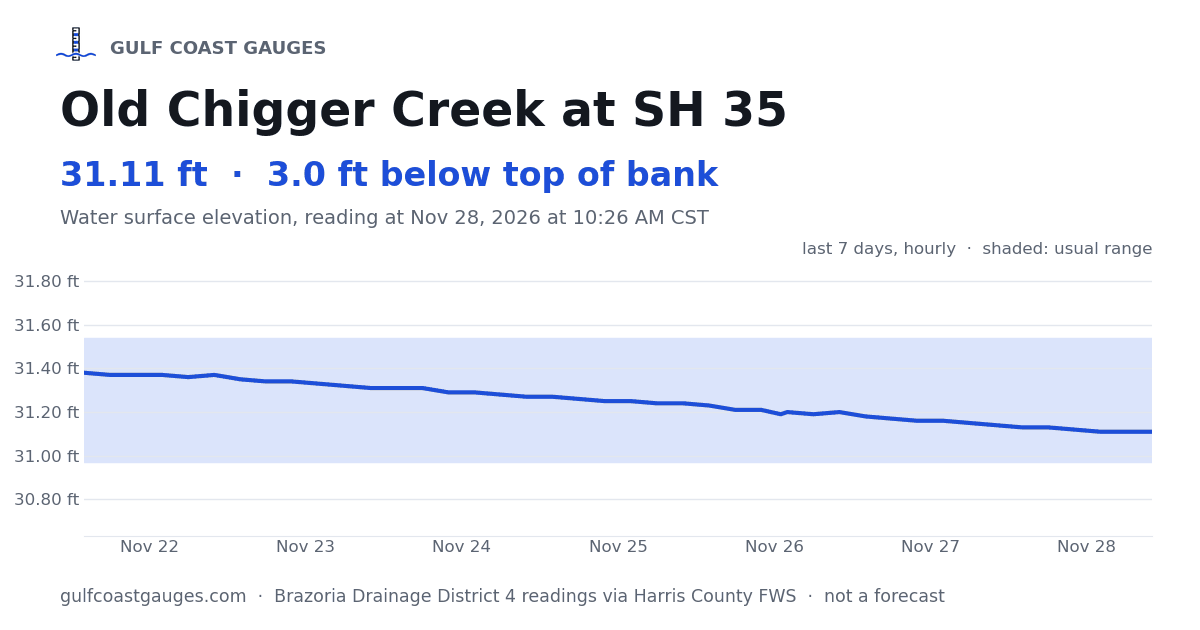 GULF COAST GAUGES
Old Chigger Creek at SH 35
31.11 ft · 3.0 ft below top of bank
Water surface elevation, reading at Nov 28, 2026 at 10:26 AM CST
last 7 days, hourly · shaded: usual range
31.80 ft
31.60 ft
31.40 ft
31.20 ft
31.00 ft
30.80 ft
Nov 22 Nov 23 Nov 24 Nov 25 Nov 26 Nov 27 Nov 28
gulfcoastgauges.com · Brazoria Drainage District 4 readings via Harris County FWS · not a forecast